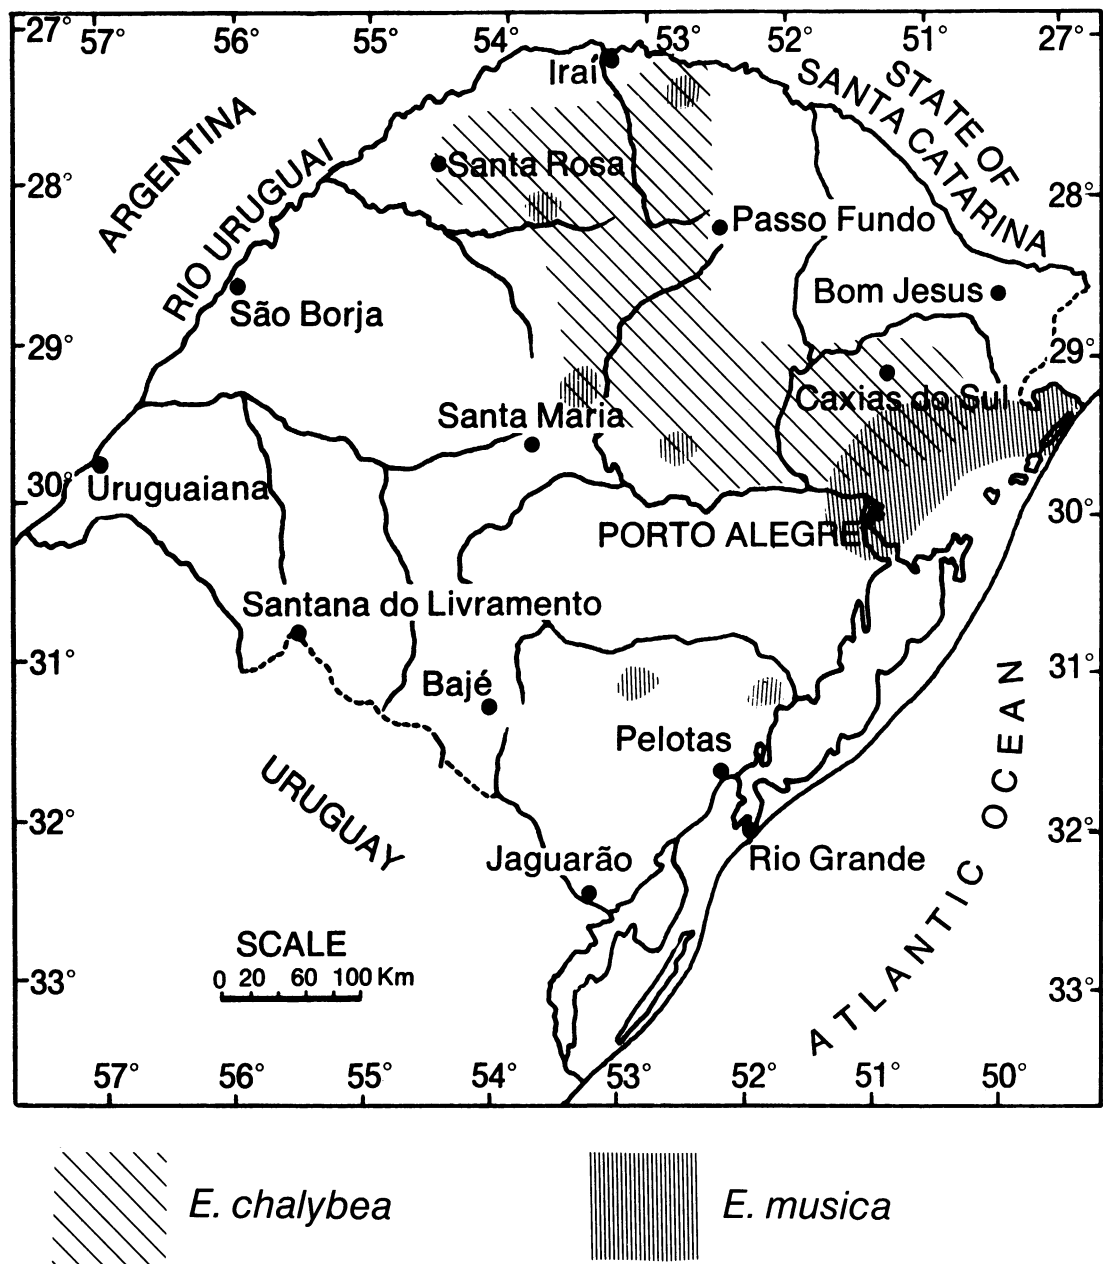 27° 57° 56° 55° 54° 53° 52° 51° 27°
Iraí
STATE OF
SANTA CATARINA
ARGENTINA
RIO URUGUAI
Santa Rosa
28° 28°
Passo Fundo
São Borja
Bom Jesus
29° 29°
Caxias do Sul
Santa Maria
30° Uruguaiana
PORTO ALEGRE 30°
Santana do Livramento
31° 31°
Bajé
Pelotas
URUGUAY
ATLANTIC OCEAN
32° 32°
Jaguarão
Rio Grande
SCALE
0 20 60 100 Km
33° 33°
57° 56° 55° 54° 53° 52° 51° 50°
E. chalybea
E. musica